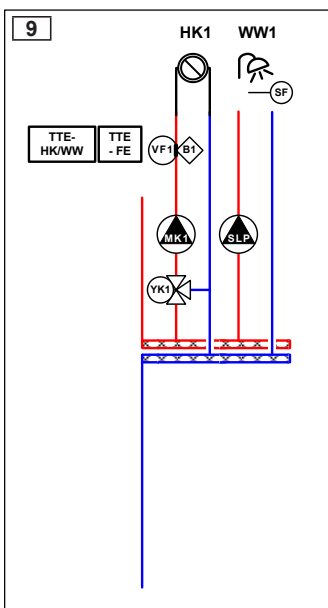 9
HK1 WW1
SF
TTE-
HK/WW
TTE
- FE
VF1 B1
MK1 SLP
YK1